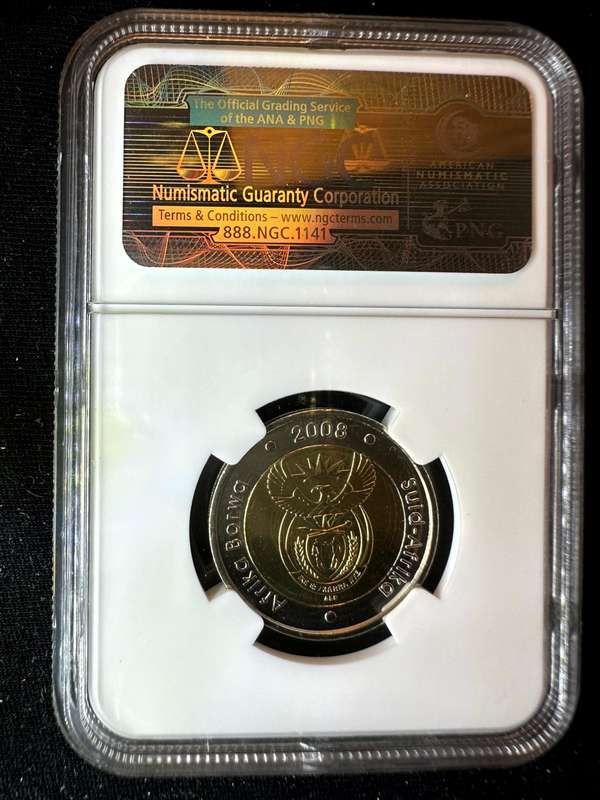 The Official Grading Service
of the ANA & PNG
NGC
Numismatic Guaranty Corporation
Terms & Conditions – www.ngcterms.com
888.NGC.1141
AMERICAN
NUMISMATIC
ASSOCIATION
PNG
2008
Afrika Borwa
Suid-Afrika
ALS